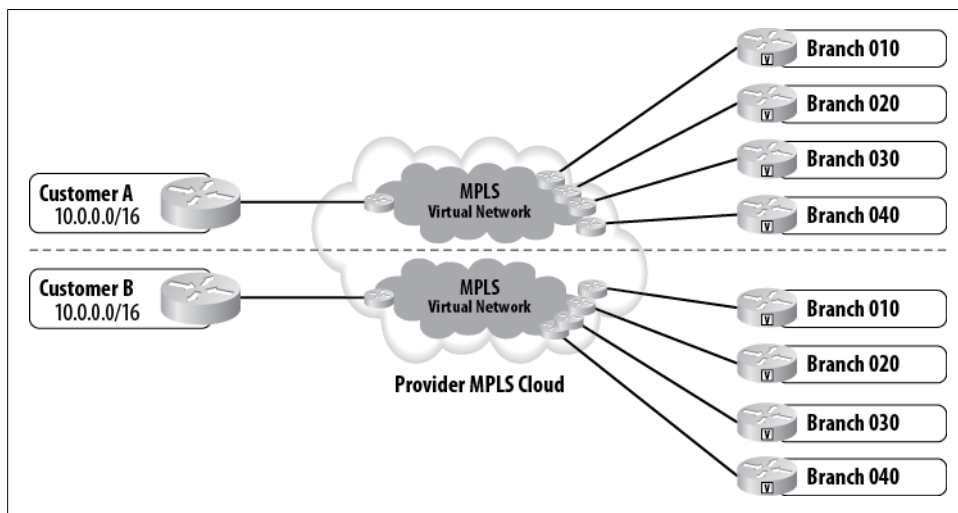 Customer A
10.0.0.0/16
MPLS
Virtual Network
Branch 010
V
Branch 020
V
Branch 030
V
Branch 040
V
Customer B
10.0.0.0/16
MPLS
Virtual Network
Provider MPLS Cloud
Branch 010
V
Branch 020
V
Branch 030
V
Branch 040
V